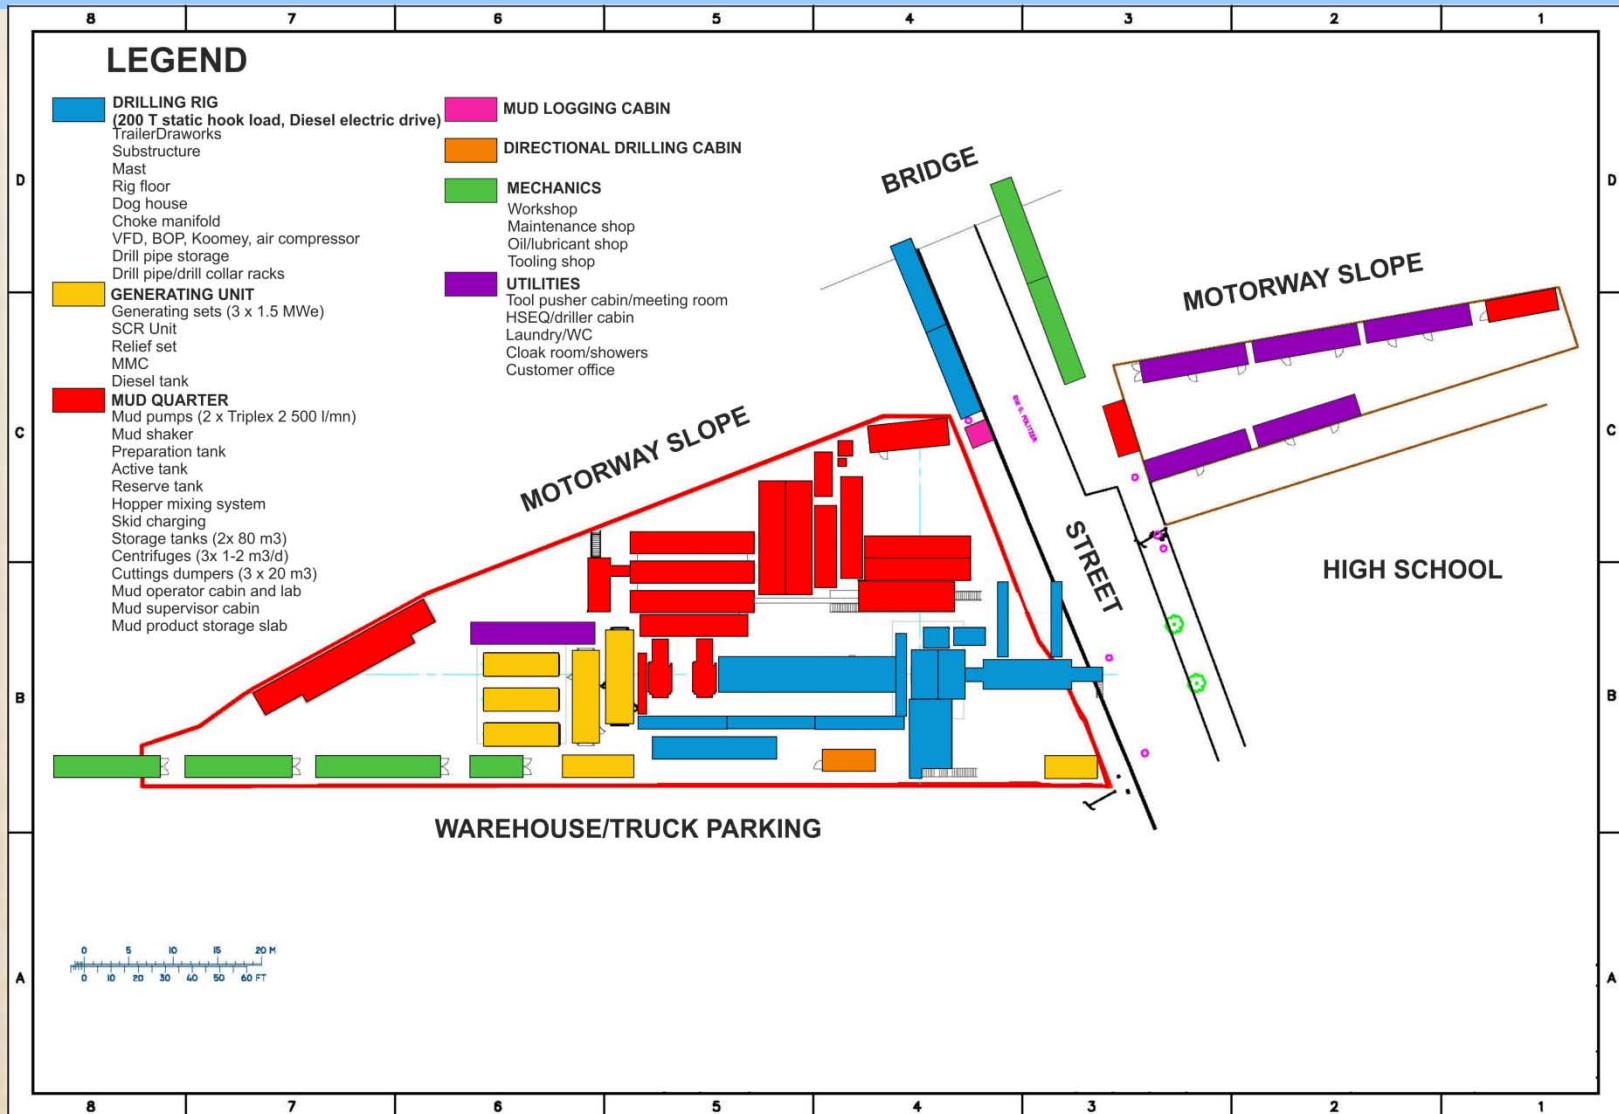 8 7 6 5 4 3 2 1
LEGEND
DRILLING RIG
(200 T static hook load, Diesel electric drive)
TrailerDraworks
Substructure
Mast
Rig floor
Dog house
Choke manifold
VFD, BOP, Koomey, air compressor
Drill pipe storage
Drill pipe/drill collar racks
GENERATING UNIT
Generating sets (3 x 1.5 MWe)
SCR Unit
Relief set
MMC
Diesel tank
MUD QUARTER
Mud pumps (2 x Triplex 2 500 l/mn)
Mud shaker
Preparation tank
Active tank
Reserve tank
Hopper mixing system
Skid charging
Storage tanks (2x 80 m3)
Centrifuges (3x 1-2 m3/d)
Cuttings dumpers (3 x 20 m3)
Mud operator cabin and lab
Mud supervisor cabin
Mud product storage slab
MUD LOGGING CABIN
DIRECTIONAL DRILLING CABIN
MECHANICS
Workshop
Maintenance shop
Oil/lubricant shop
Tooling shop
UTILITIES
Tool pusher cabin/meeting room
HSEQ/driller cabin
Laundry/WC
Cloak room/showers
Customer office
BRIDGE
MOTORWAY SLOPE
MOTORWAY SLOPE
STREET
HIGH SCHOOL
WAREHOUSE/TRUCK PARKING
D D
C C
B B
A A
0 5 10 15 20 M
0 10 20 30 40 50 60 FT
8 7 6 5 4 3 2 1